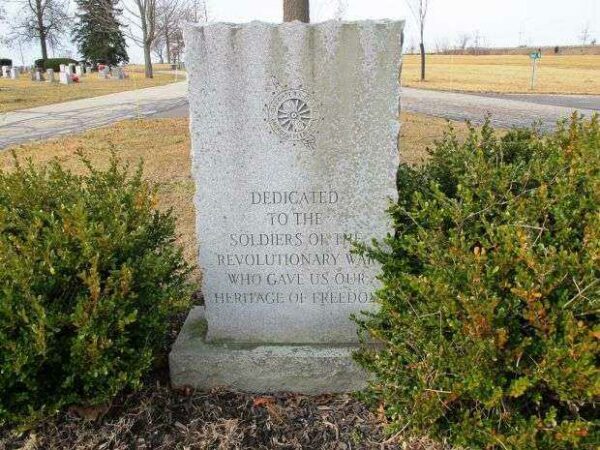 DEDICATED
TO THE
SOLDIERS OF THE
REVOLUTIONARY WAR
WHO GAVE US OUR
HERITAGE OF FREEDOM